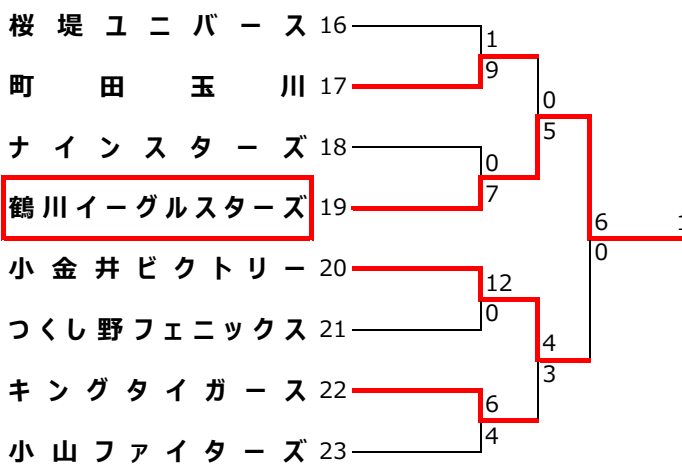 桜堤ユニバース 16
1
町田玉川 17
9
0
ナインスターズ 18
5
0
鶴川イーグルスターズ 19
7
6
0
小金井ビクトリー 20
12
つくし野フェニックス 21
0
4
キングタイガース 22
3
6
小山ファイターズ 23
4